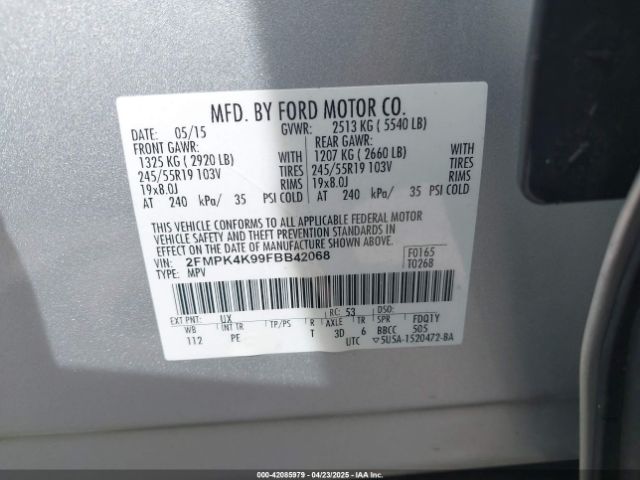 MFD. BY FORD MOTOR CO.
DATE: 05/15 GVWR: 2513 KG ( 5540 LB)
FRONT GAWR: REAR GAWR:
1325 KG ( 2920 LB) WITH 1207 KG ( 2660 LB) WITH
245/55R19 103V TIRES 245/55R19 103V TIRES
19x8.0J RIMS 19x8.0J RIMS
AT 240 kPa/ 35 PSI COLD AT 240 kPa/ 35 PSI COLD
THIS VEHICLE CONFORMS TO ALL APPLICABLE FEDERAL MOTOR
VEHICLE SAFETY, BUMPER, AND THEFT PREVENTION STANDARDS IN
EFFECT ON THE DATE OF MANUFACTURE SHOWN ABOVE.
VIN: 2FMPK4K99FBB42068 F0165
TYPE: MPV T0268
EXT PNT: UX RC: 53 DSO:
WB INT TR TP/PS R AXLE TR SPR FDQ1Y
112 PE T 3D 6 BBCC 505
UTC ▽5USA-1520472-BA
000-42085979 - 04/23/2025 - IAAI.COM